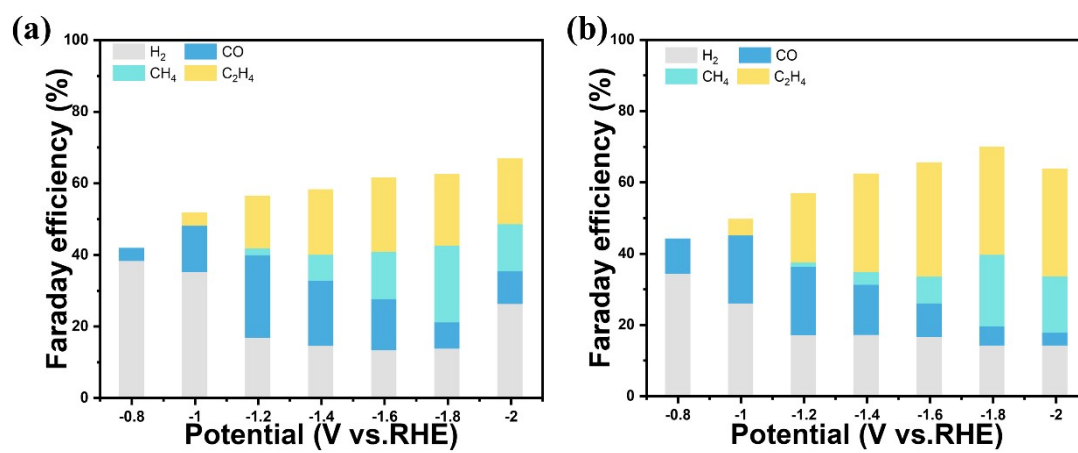 (a)
Faraday efficiency (%)
100
80
60
40
20
0
H₂
CO
CH₄
C₂H₄
-0.8 -1 -1.2 -1.4 -1.6 -1.8 -2
Potential (V vs.RHE)
(b)
Faraday efficiency (%)
100
80
60
40
20
0
H₂
CO
CH₄
C₂H₄
-0.8 -1 -1.2 -1.4 -1.6 -1.8 -2
Potential (V vs.RHE)